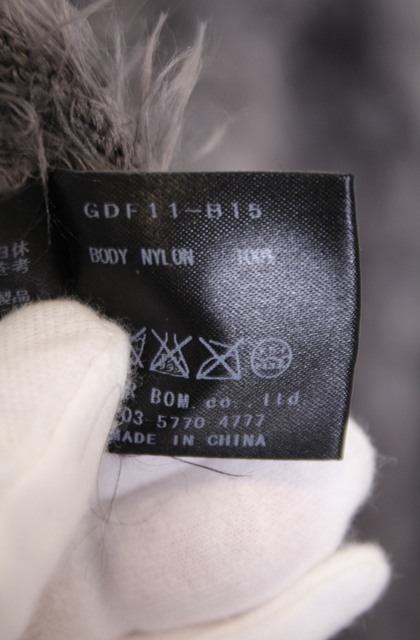 GDF11-B15
BODY NYLON 100%
R BOM.co.,ltd
03 5770 4777
MADE IN CHINA